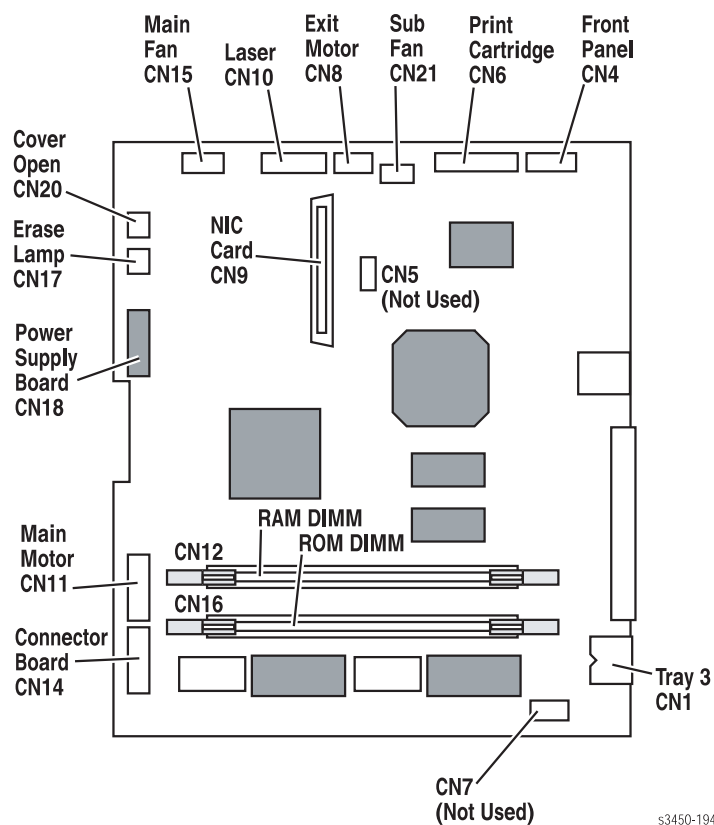 Main
Fan
CN15
Laser
CN10
Exit
Motor
CN8
Sub
Fan
CN21
Print
Cartridge
CN6
Front
Panel
CN4
Cover
Open
CN20
Erase
Lamp
CN17
NIC
Card
CN9
CN5
(Not Used)
Power
Supply
Board
CN18
RAM DIMM
ROM DIMM
Main
Motor
CN11
CN12
CN16
Connector
Board
CN14
Tray 3
CN1
CN7
(Not Used)
s3450-194